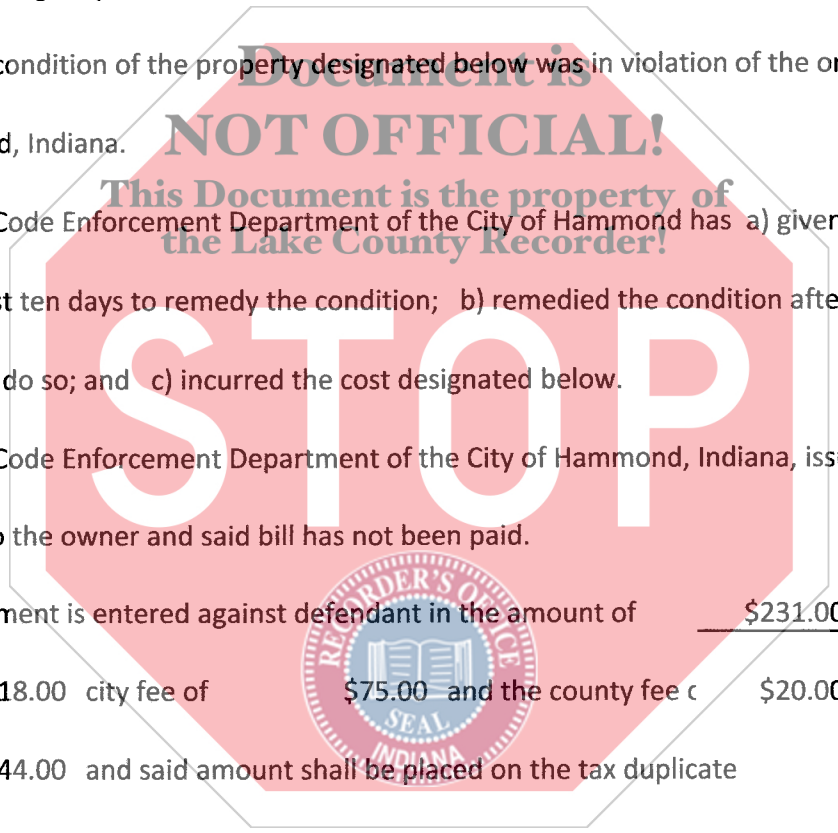 condition of the property designated below was in violation of the or
Document is
d, Indiana.
NOT OFFICIAL!
This Document is the property of
Code Enforcement Department of the City of Hammond has a) given
the Lake County Recorder!
st ten days to remedy the condition; b) remedied the condition afte
do so; and c) incurred the cost designated below.
STOP
Code Enforcement Department of the City of Hammond, Indiana, iss
o the owner and said bill has not been paid.
ment is entered against defendant in the amount of $231.00
18.00 city fee of $75.00 and the county fee $20.00
RECORDER'S OFFICE
SEAL
INDIANA
44.00 and said amount shall be placed on the tax duplicate